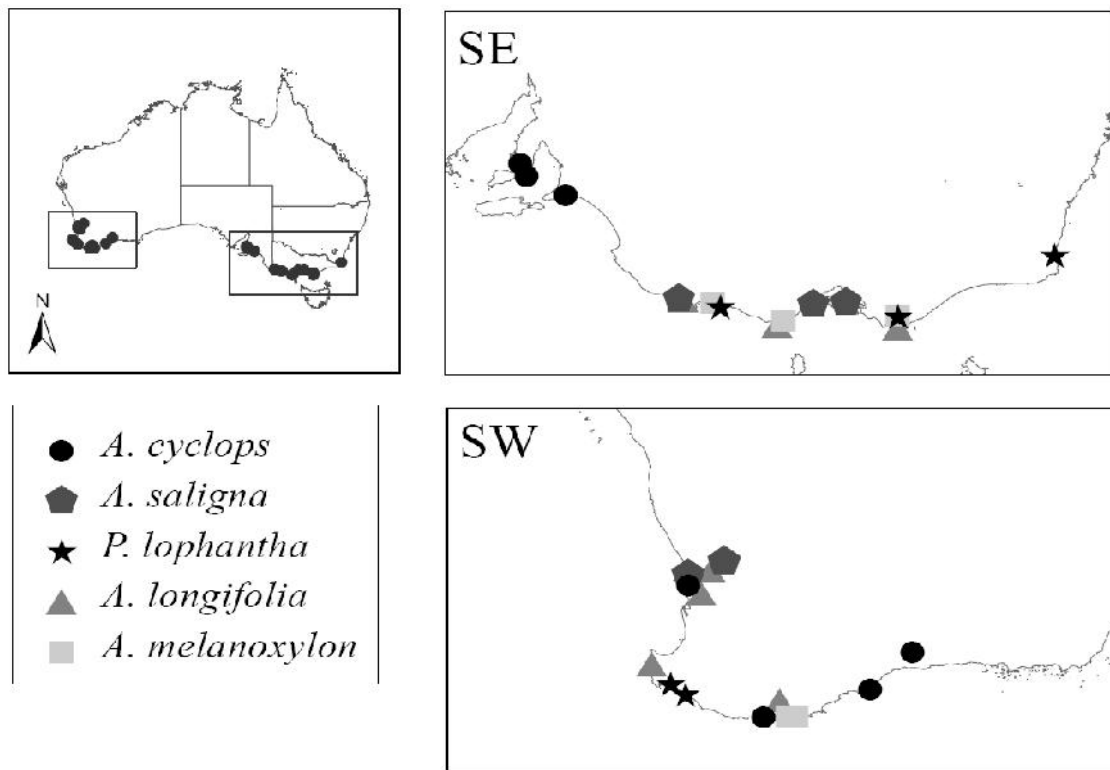 SE
N
A. cyclops
A. saligna
P. lophantha
A. longifolia
A. melanoxylon
SW